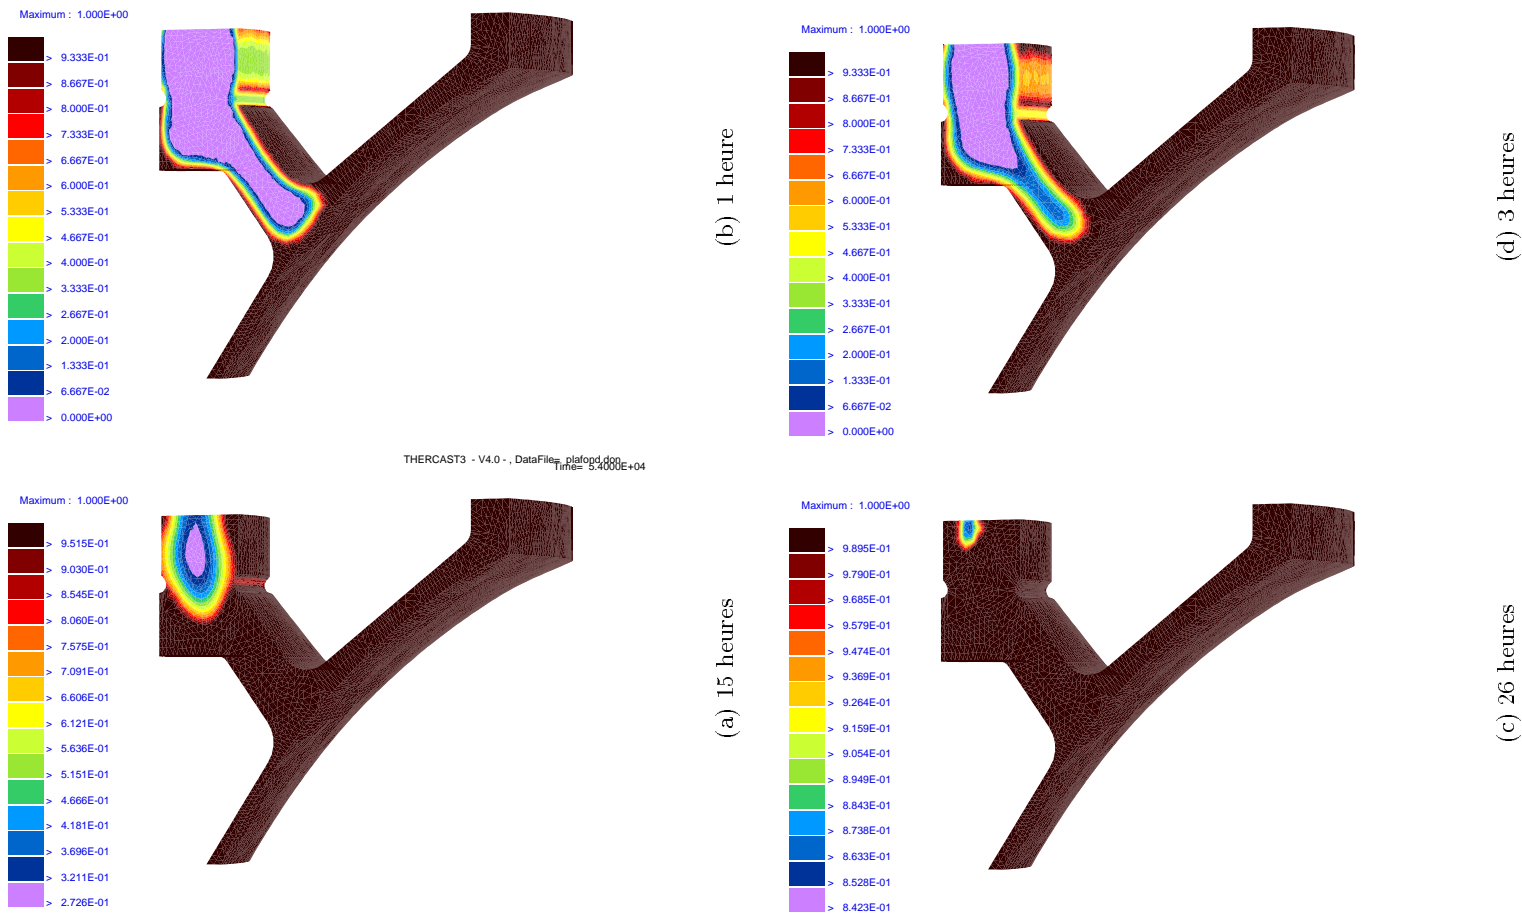 Maximum : 1.000E+00
> 9.333E-01
> 8.667E-01
> 8.000E-01
> 7.333E-01
> 6.667E-01
> 6.000E-01
> 5.333E-01
> 4.667E-01
> 4.000E-01
> 3.333E-01
> 2.667E-01
> 2.000E-01
> 1.333E-01
> 6.667E-02
> 0.000E+00
(b) 1 heure
Maximum : 1.000E+00
> 9.333E-01
> 8.667E-01
> 8.000E-01
> 7.333E-01
> 6.667E-01
> 6.000E-01
> 5.333E-01
> 4.667E-01
> 4.000E-01
> 3.333E-01
> 2.667E-01
> 2.000E-01
> 1.333E-01
> 6.667E-02
> 0.000E+00
(d) 3 heures
THERCAST3 - V4.0 - , DataFile= plafond.don
Time= 5.4000E+04
Maximum : 1.000E+00
> 9.515E-01
> 9.030E-01
> 8.545E-01
> 8.060E-01
> 7.575E-01
> 7.091E-01
> 6.606E-01
> 6.121E-01
> 5.636E-01
> 5.151E-01
> 4.666E-01
> 4.181E-01
> 3.696E-01
> 3.211E-01
> 2.726E-01
(a) 15 heures
Maximum : 1.000E+00
> 9.895E-01
> 9.790E-01
> 9.685E-01
> 9.579E-01
> 9.474E-01
> 9.369E-01
> 9.264E-01
> 9.159E-01
> 9.054E-01
> 8.949E-01
> 8.843E-01
> 8.738E-01
> 8.633E-01
> 8.528E-01
> 8.423E-01
(c) 26 heures